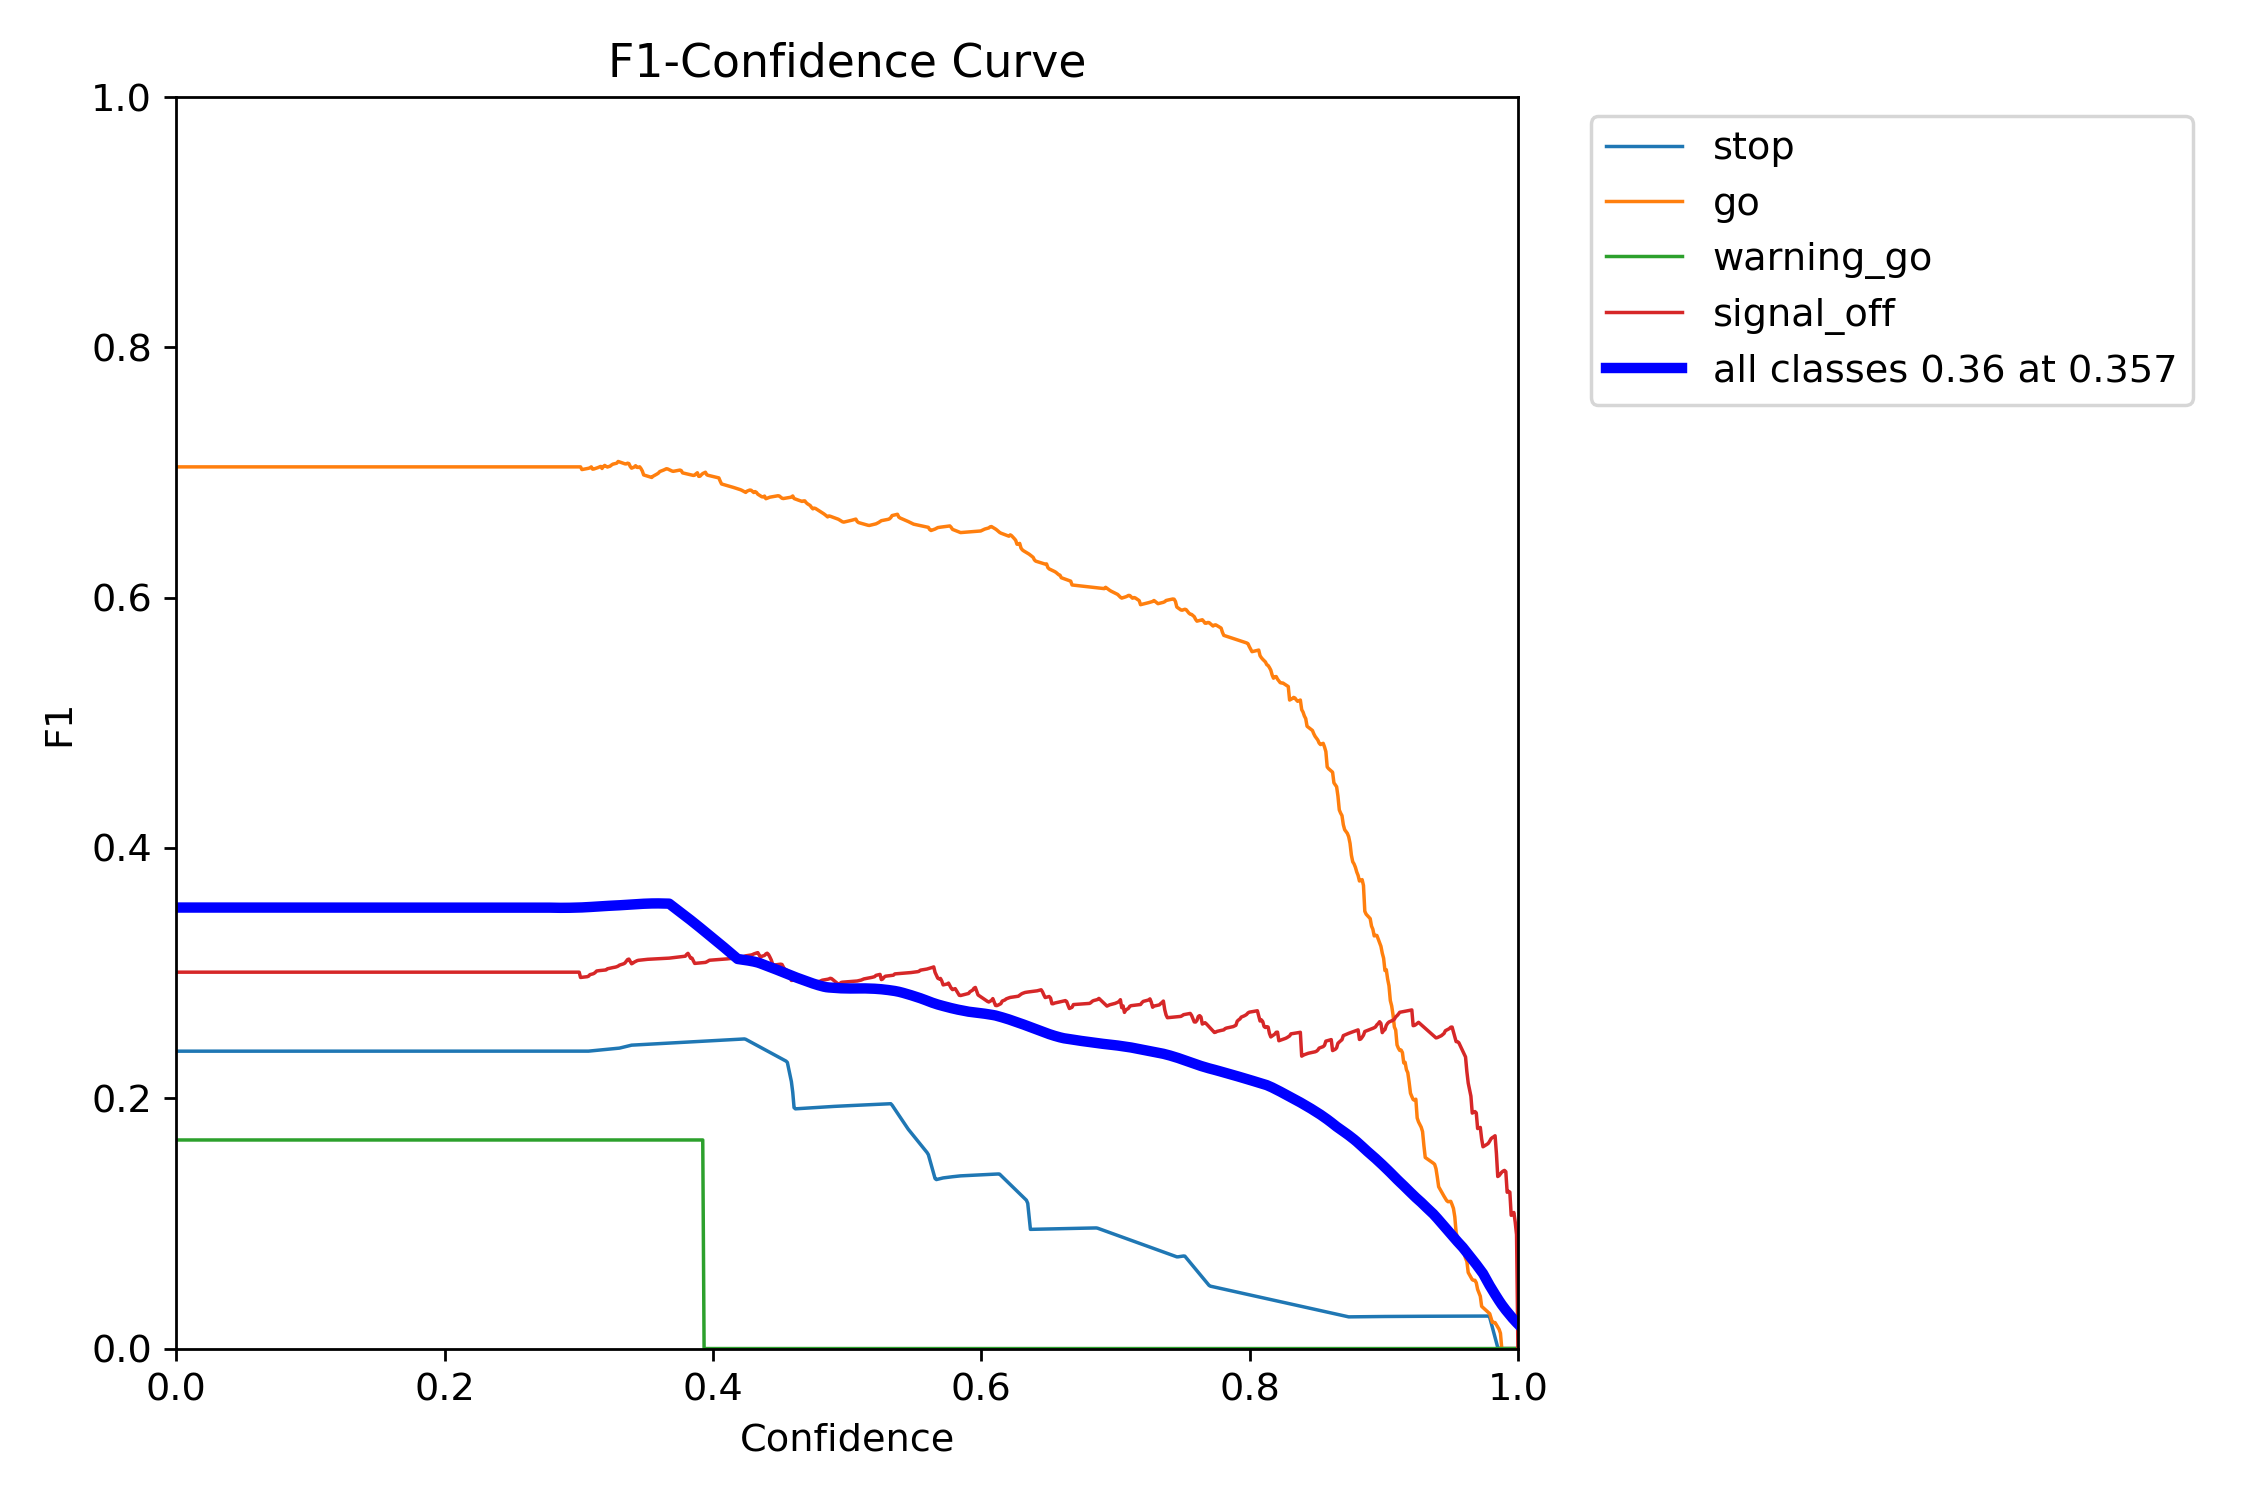 F1-Confidence Curve
1.0
0.8
0.6
0.4
0.2
0.0
F1
0.0 0.2 0.4 0.6 0.8 1.0
Confidence
stop
go
warning_go
signal_off
all classes 0.36 at 0.357